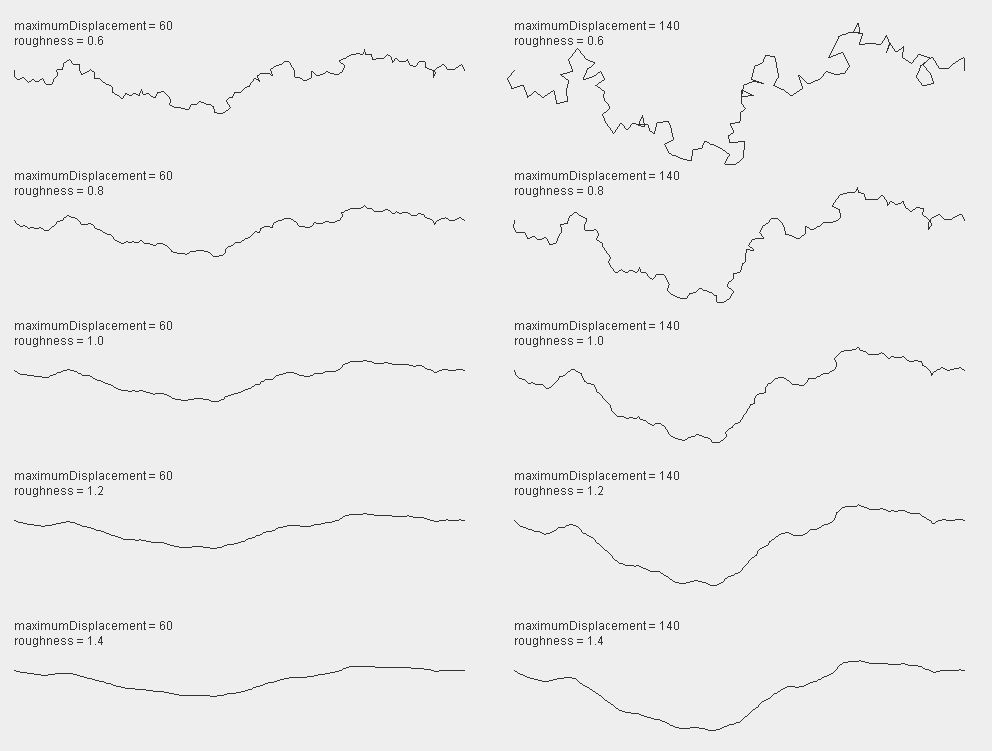 maximumDisplacement = 60
roughness = 0.6
maximumDisplacement = 140
roughness = 0.6
maximumDisplacement = 60
roughness = 0.8
maximumDisplacement = 140
roughness = 0.8
maximumDisplacement = 60
roughness = 1.0
maximumDisplacement = 140
roughness = 1.0
maximumDisplacement = 60
roughness = 1.2
maximumDisplacement = 140
roughness = 1.2
maximumDisplacement = 60
roughness = 1.4
maximumDisplacement = 140
roughness = 1.4